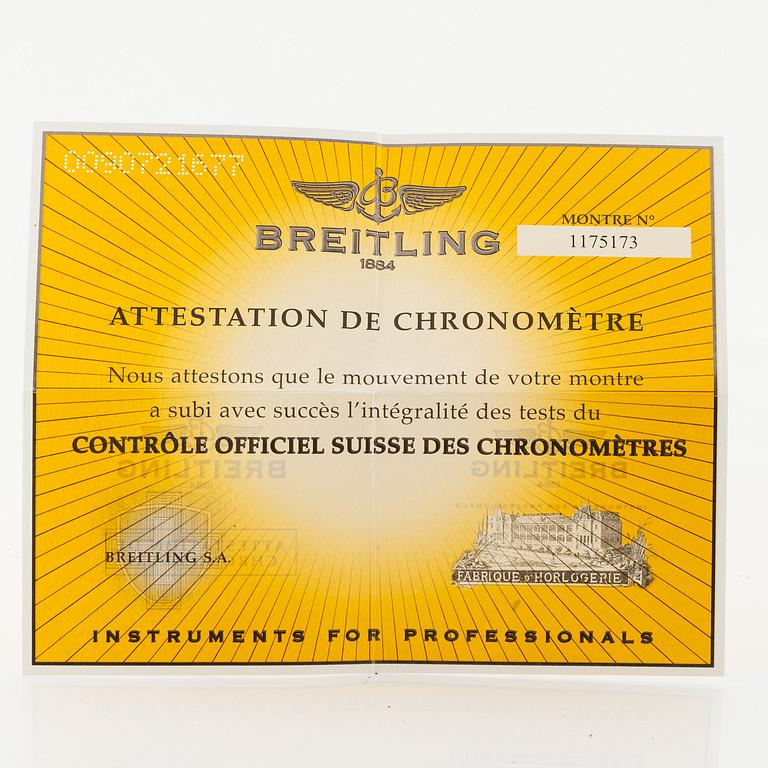 0090721677
BREITLING
1884
MONTRE N°
1175173
ATTESTATION DE CHRONOMÈTRE
Nous attestons que le mouvement de votre montre
a subi avec succès l'intégralité des tests du
CONTRÔLE OFFICIEL SUISSE DES CHRONOMÈTRES
BREITLING S.A.
FABRIQUE D'HORLOGERIE
INSTRUMENTS FOR PROFESSIONALS